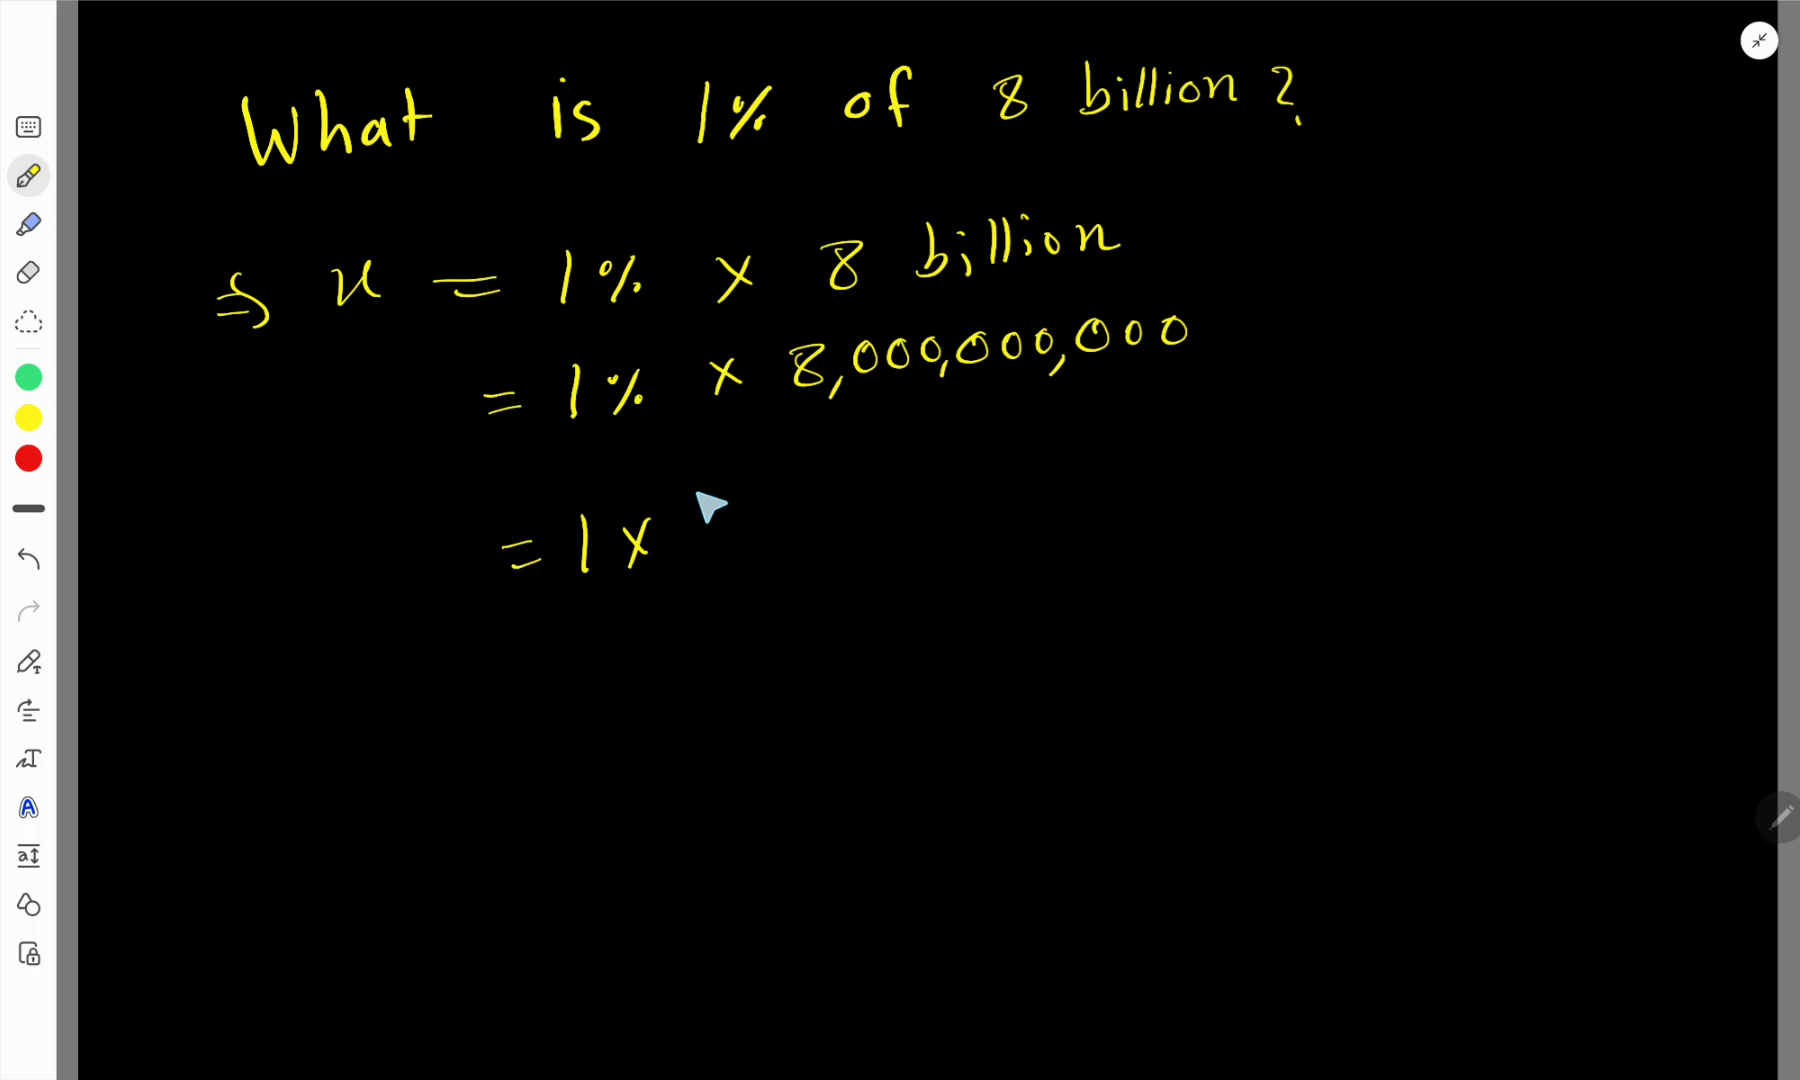 What is 1% of 8 billion?
⇒ x = 1% × 8 billion
= 1% × 8,000,000,000
= 1 ×